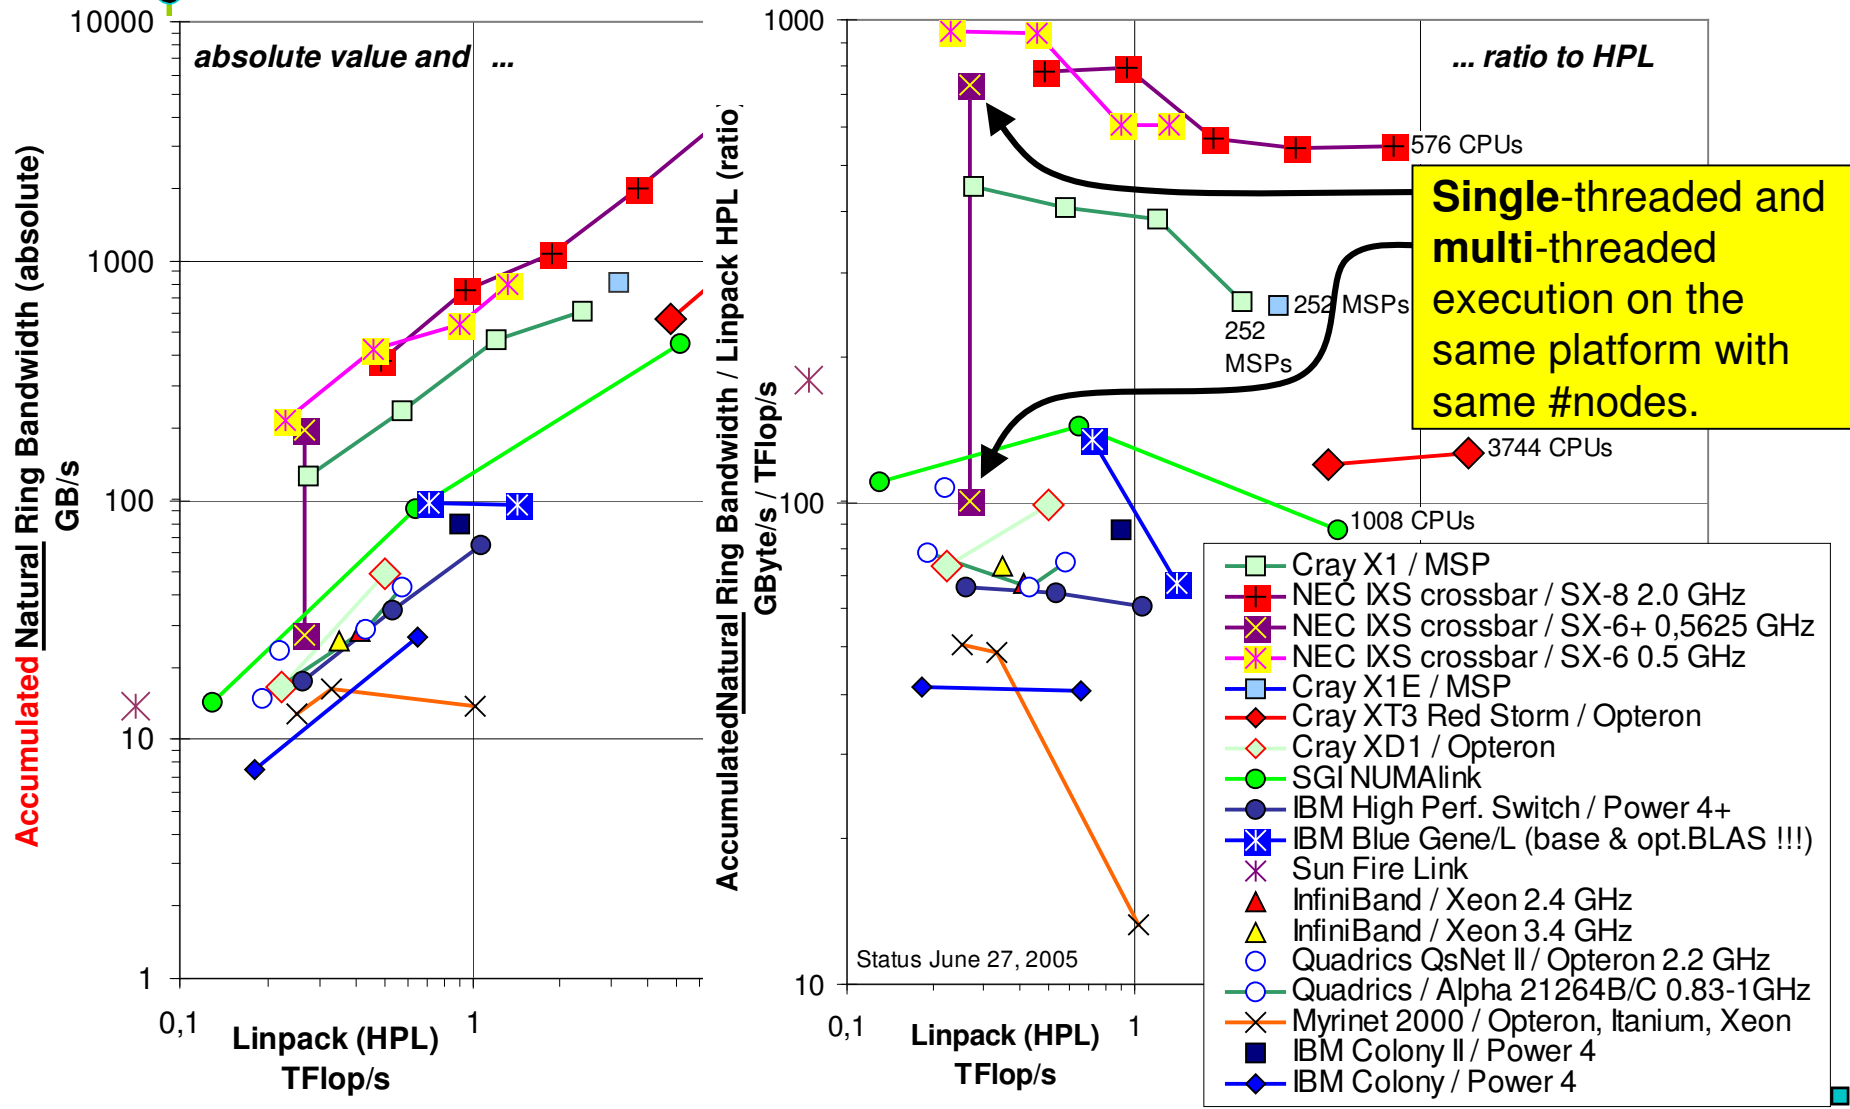 absolute value and ...
10000
1000
100
10
1
0,1
1
Accumulated Natural Ring Bandwidth (absolute)
GB/s
Linpack (HPL)
TFlop/s
... ratio to HPL
1000
100
10
0,1
1
AccumulatedNatural Ring Bandwidth / Linpack HPL (ratio)
GByte/s / TFlop/s
Linpack (HPL)
TFlop/s
576 CPUs
252 MSPs
252
MSPs
3744 CPUs
1008 CPUs
Status June 27, 2005
Single-threaded and
multi-threaded
execution on the
same platform with
same #nodes.
Cray X1 / MSP
NEC IXS crossbar / SX-8 2.0 GHz
NEC IXS crossbar / SX-6+ 0,5625 GHz
NEC IXS crossbar / SX-6 0.5 GHz
Cray X1E / MSP
Cray XT3 Red Storm / Opteron
Cray XD1 / Opteron
SGI NUMAlink
IBM High Perf. Switch / Power 4+
IBM Blue Gene/L (base & opt.BLAS !!!)
Sun Fire Link
InfiniBand / Xeon 2.4 GHz
InfiniBand / Xeon 3.4 GHz
Quadrics QsNet II / Opteron 2.2 GHz
Quadrics / Alpha 21264B/C 0.83-1GHz
Myrinet 2000 / Opteron, Itanium, Xeon
IBM Colony II / Power 4
IBM Colony / Power 4